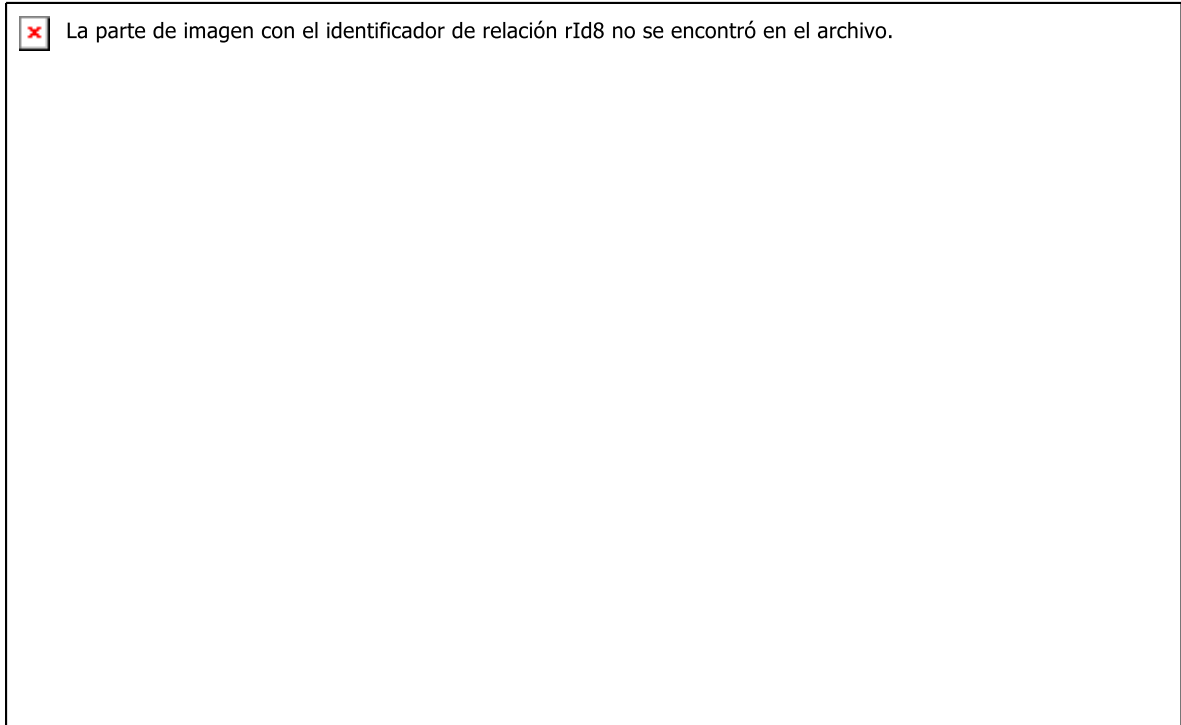 La parte de imagen con el identificador de relación rId8 no se encontró en el archivo.